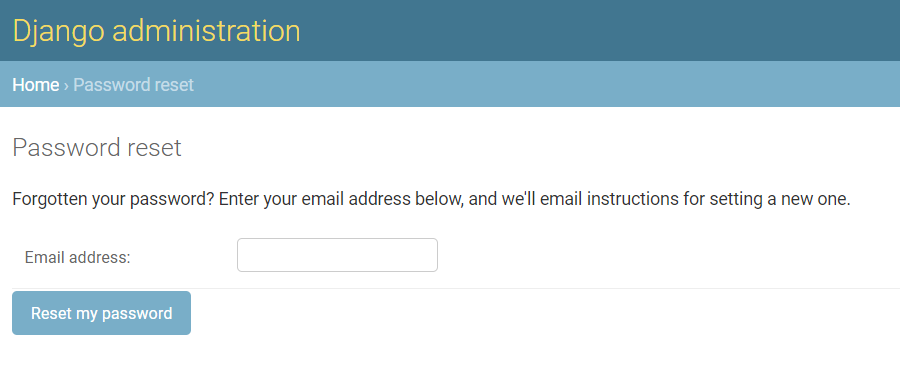 Django administration
Home › Password reset
Password reset
Forgotten your password? Enter your email address below, and we'll email instructions for setting a new one.
Email address:
Reset my password